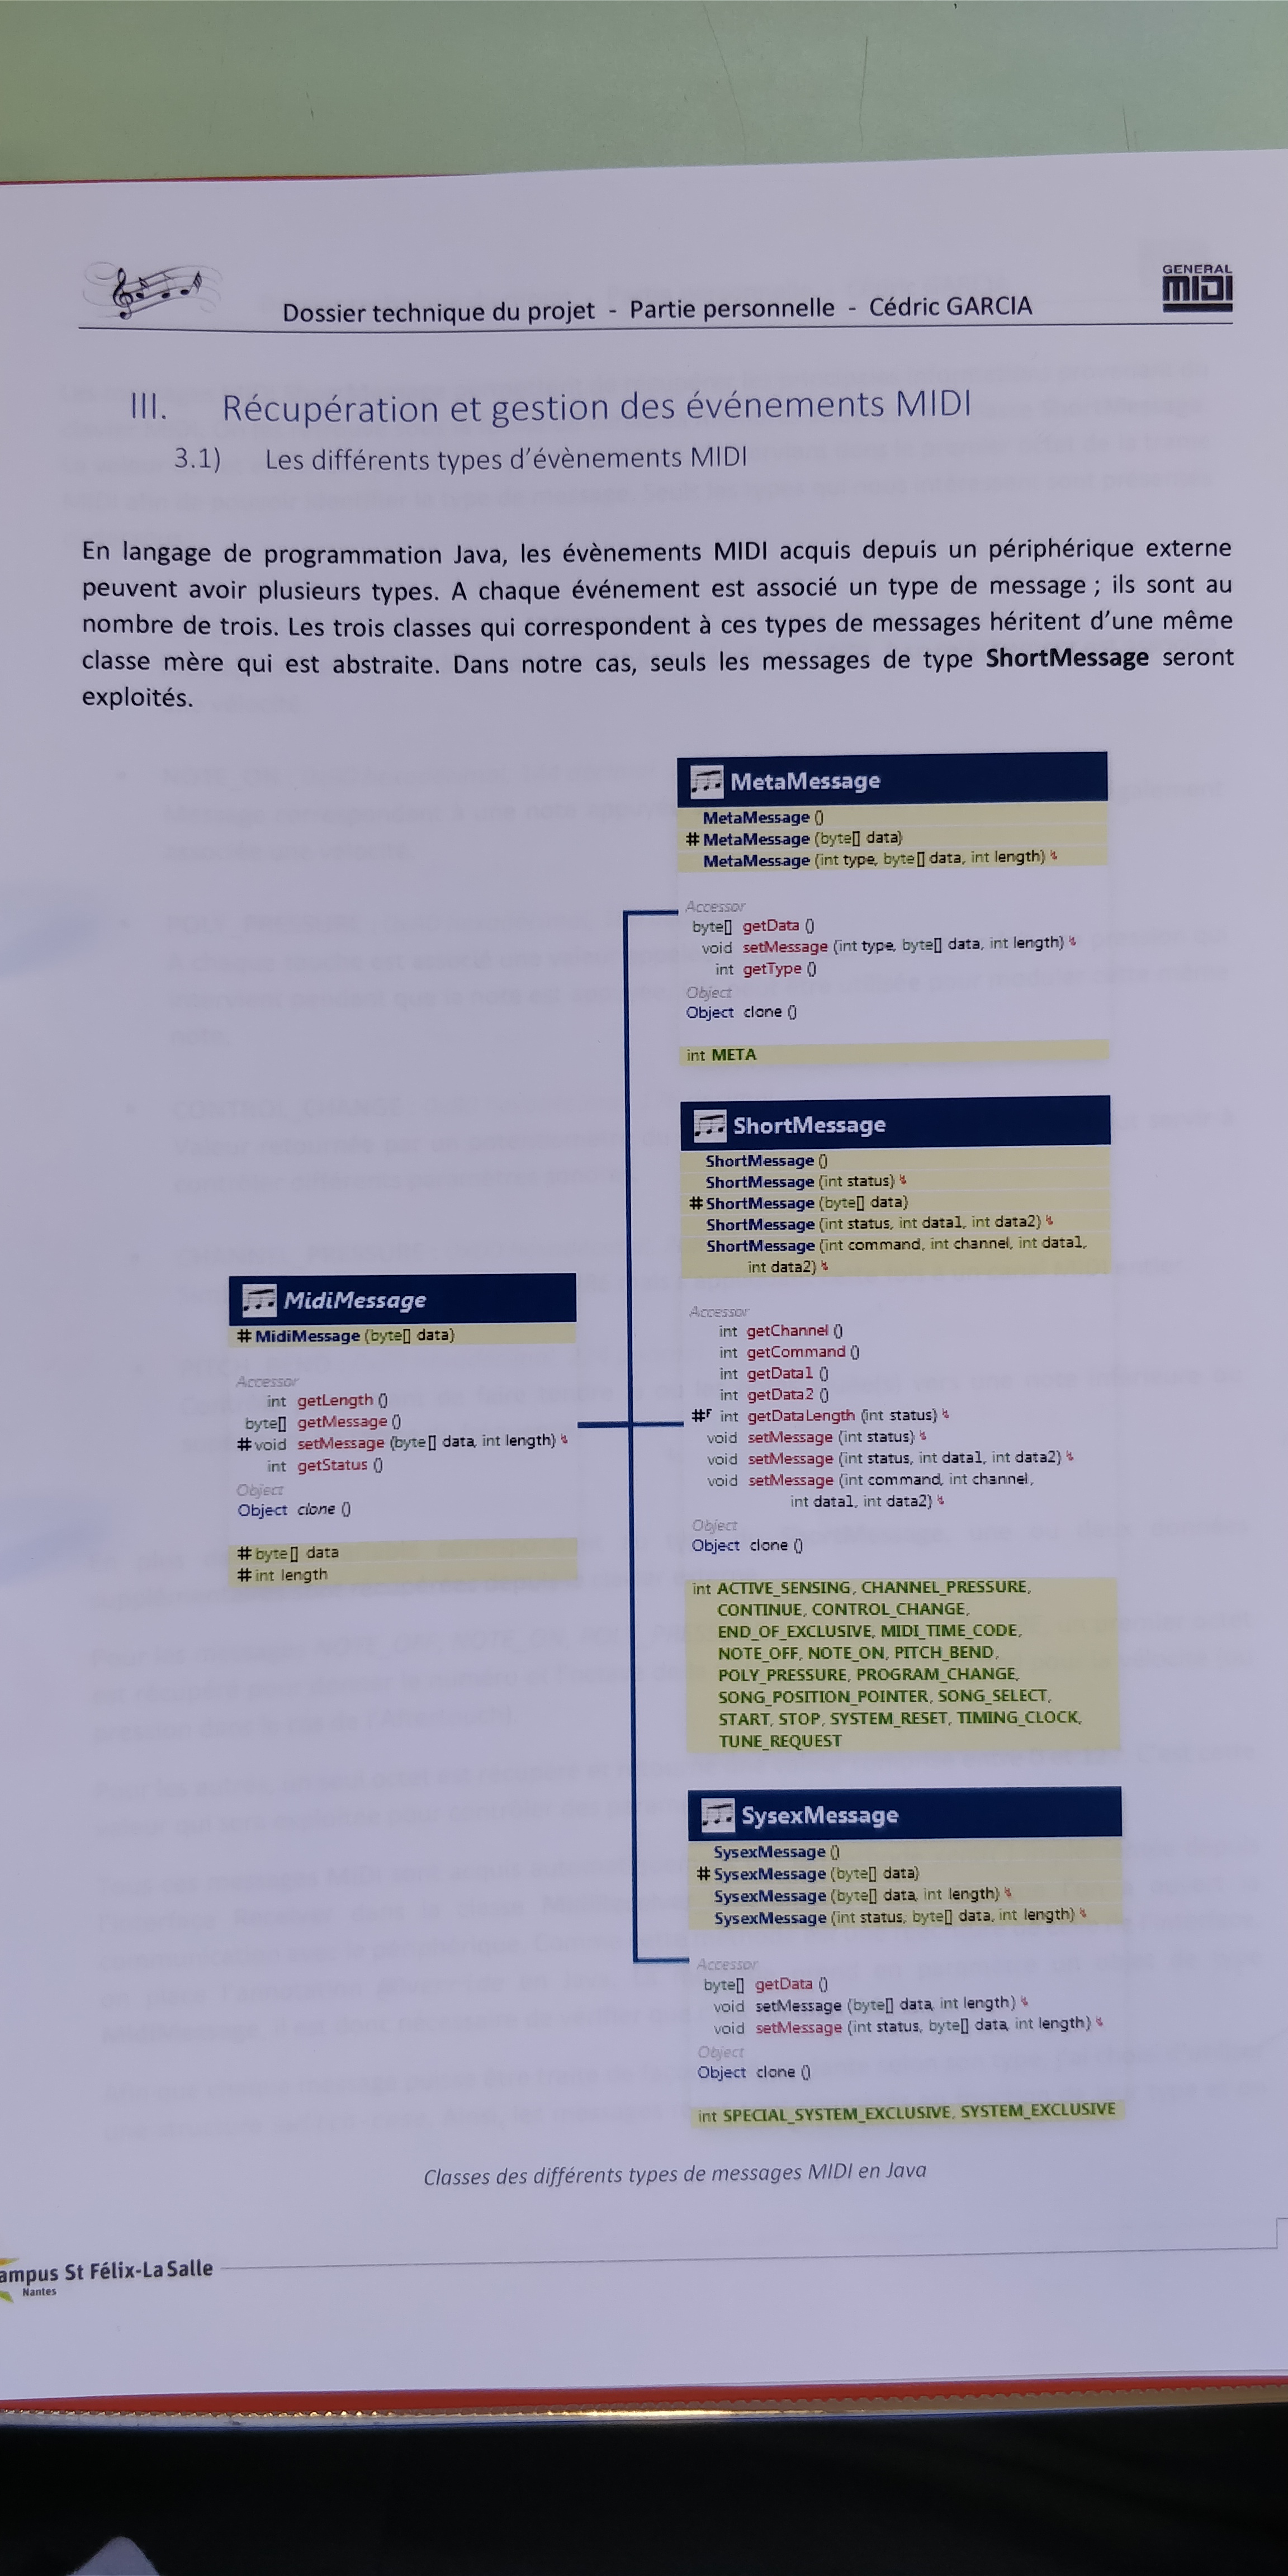 GENERAL
MIDI
Dossier technique du projet - Partie personnelle - Cédric GARCIA
III. Récupération et gestion des événements MIDI
3.1) Les différents types d'évènements MIDI
En langage de programmation Java, les évènements MIDI acquis depuis un périphérique externe
peuvent avoir plusieurs types. A chaque événement est associé un type de message ; ils sont au
nombre de trois. Les trois classes qui correspondent à ces types de messages héritent d'une même
classe mère qui est abstraite. Dans notre cas, seuls les messages de type ShortMessage seront
exploités.
MetaMessage
MetaMessage ()
# MetaMessage (byte[] data)
MetaMessage (int type, byte[] data, int length)
Accessor
byte[] getData ()
void setMessage (int type, byte[] data, int length)
int getType ()
Object
Object clone ()
int META
ShortMessage
ShortMessage ()
ShortMessage (int status)
# ShortMessage (byte[] data)
ShortMessage (int status, int data1, int data2)
ShortMessage (int command, int channel, int data1,
int data2)
Accessor
int getChannel ()
int getCommand ()
int getData1 ()
int getData2 ()
#F int getDataLength (int status)
void setMessage (int status)
void setMessage (int status, int data1, int data2)
void setMessage (int command, int channel,
int data1, int data2)
Object
Object clone ()
int ACTIVE_SENSING, CHANNEL_PRESSURE,
CONTINUE, CONTROL_CHANGE,
END_OF_EXCLUSIVE, MIDI_TIME_CODE,
NOTE_OFF, NOTE_ON, PITCH_BEND,
POLY_PRESSURE, PROGRAM_CHANGE,
SONG_POSITION_POINTER, SONG_SELECT,
START, STOP, SYSTEM_RESET, TIMING_CLOCK,
TUNE_REQUEST
MidiMessage
# MidiMessage (byte[] data)
Accessor
int getLength ()
byte[] getMessage ()
# void setMessage (byte[] data, int length)
int getStatus ()
Object
Object clone ()
# byte[] data
# int length
SysexMessage
SysexMessage ()
# SysexMessage (byte[] data)
SysexMessage (byte[] data, int length)
SysexMessage (int status, byte[] data, int length)
Accessor
byte[] getData ()
void setMessage (byte[] data, int length)
void setMessage (int status, byte[] data, int length)
Object
Object clone ()
int SPECIAL_SYSTEM_EXCLUSIVE, SYSTEM_EXCLUSIVE
Classes des différents types de messages MIDI en Java
ampus St Félix-La Salle
Nantes